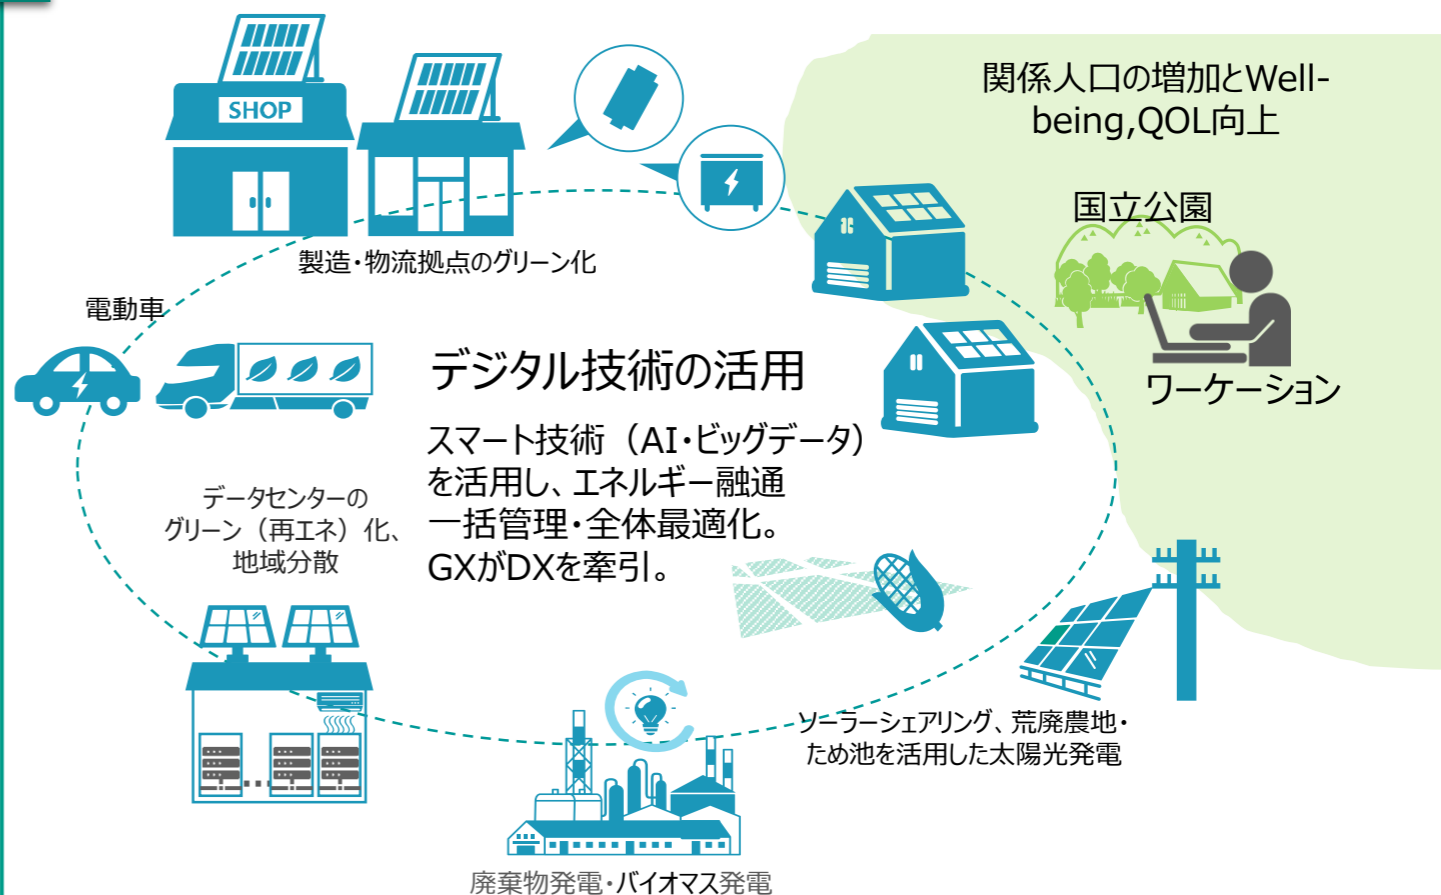 SHOP
関係人口の増加とWell-
being,QOL向上
国立公園
製造・物流拠点のグリーン化
電動車
デジタル技術の活用
ワーケーション
スマート技術（AI・ビッグデータ）
を活用し、エネルギー融通
一括管理・全体最適化。
GXがDXを牽引。
データセンターの
グリーン（再エネ）化、
地域分散
ソーラーシェアリング、荒廃農地・
ため池を活用した太陽光発電
廃棄物発電・バイオマス発電